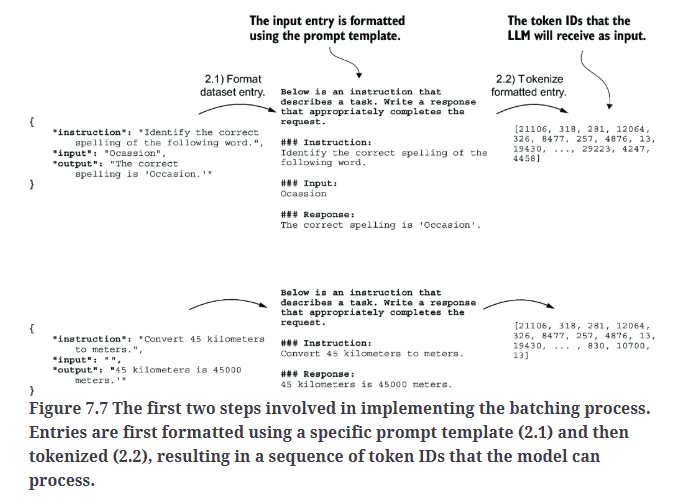 The input entry is formatted
using the prompt template.
The token IDs that the
LLM will receive as input.
2.1) Format
dataset entry.
2.2) Tokenize
formatted entry.
{
"instruction": "Identify the correct
spelling of the following word.",
"input": "Ocassion",
"output": "The correct
spelling is 'Occasion.'"
}
Below is an instruction that
describes a task. Write a response
that appropriately completes the
request.
### Instruction:
Identify the correct spelling of the
following word.
### Input:
Ocassion
### Response:
The correct spelling is 'Occasion'.
[21106, 318, 281, 12064,
326, 8477, 257, 4876, 13,
19430, ..., 29223, 4247,
4458]
{
"instruction": "Convert 45 kilometers
to meters.",
"input": "",
"output": "45 kilometers is 45000
meters.'"
}
Below is an instruction that
describes a task. Write a response
that appropriately completes the
request.
### Instruction:
Convert 45 kilometers to meters.
### Response:
45 kilometers is 45000 meters.
[21106, 318, 281, 12064,
326, 8477, 257, 4876, 13,
19430, ... , 830, 10700,
13]
Figure 7.7 The first two steps involved in implementing the batching process.
Entries are first formatted using a specific prompt template (2.1) and then
tokenized (2.2), resulting in a sequence of token IDs that the model can
process.